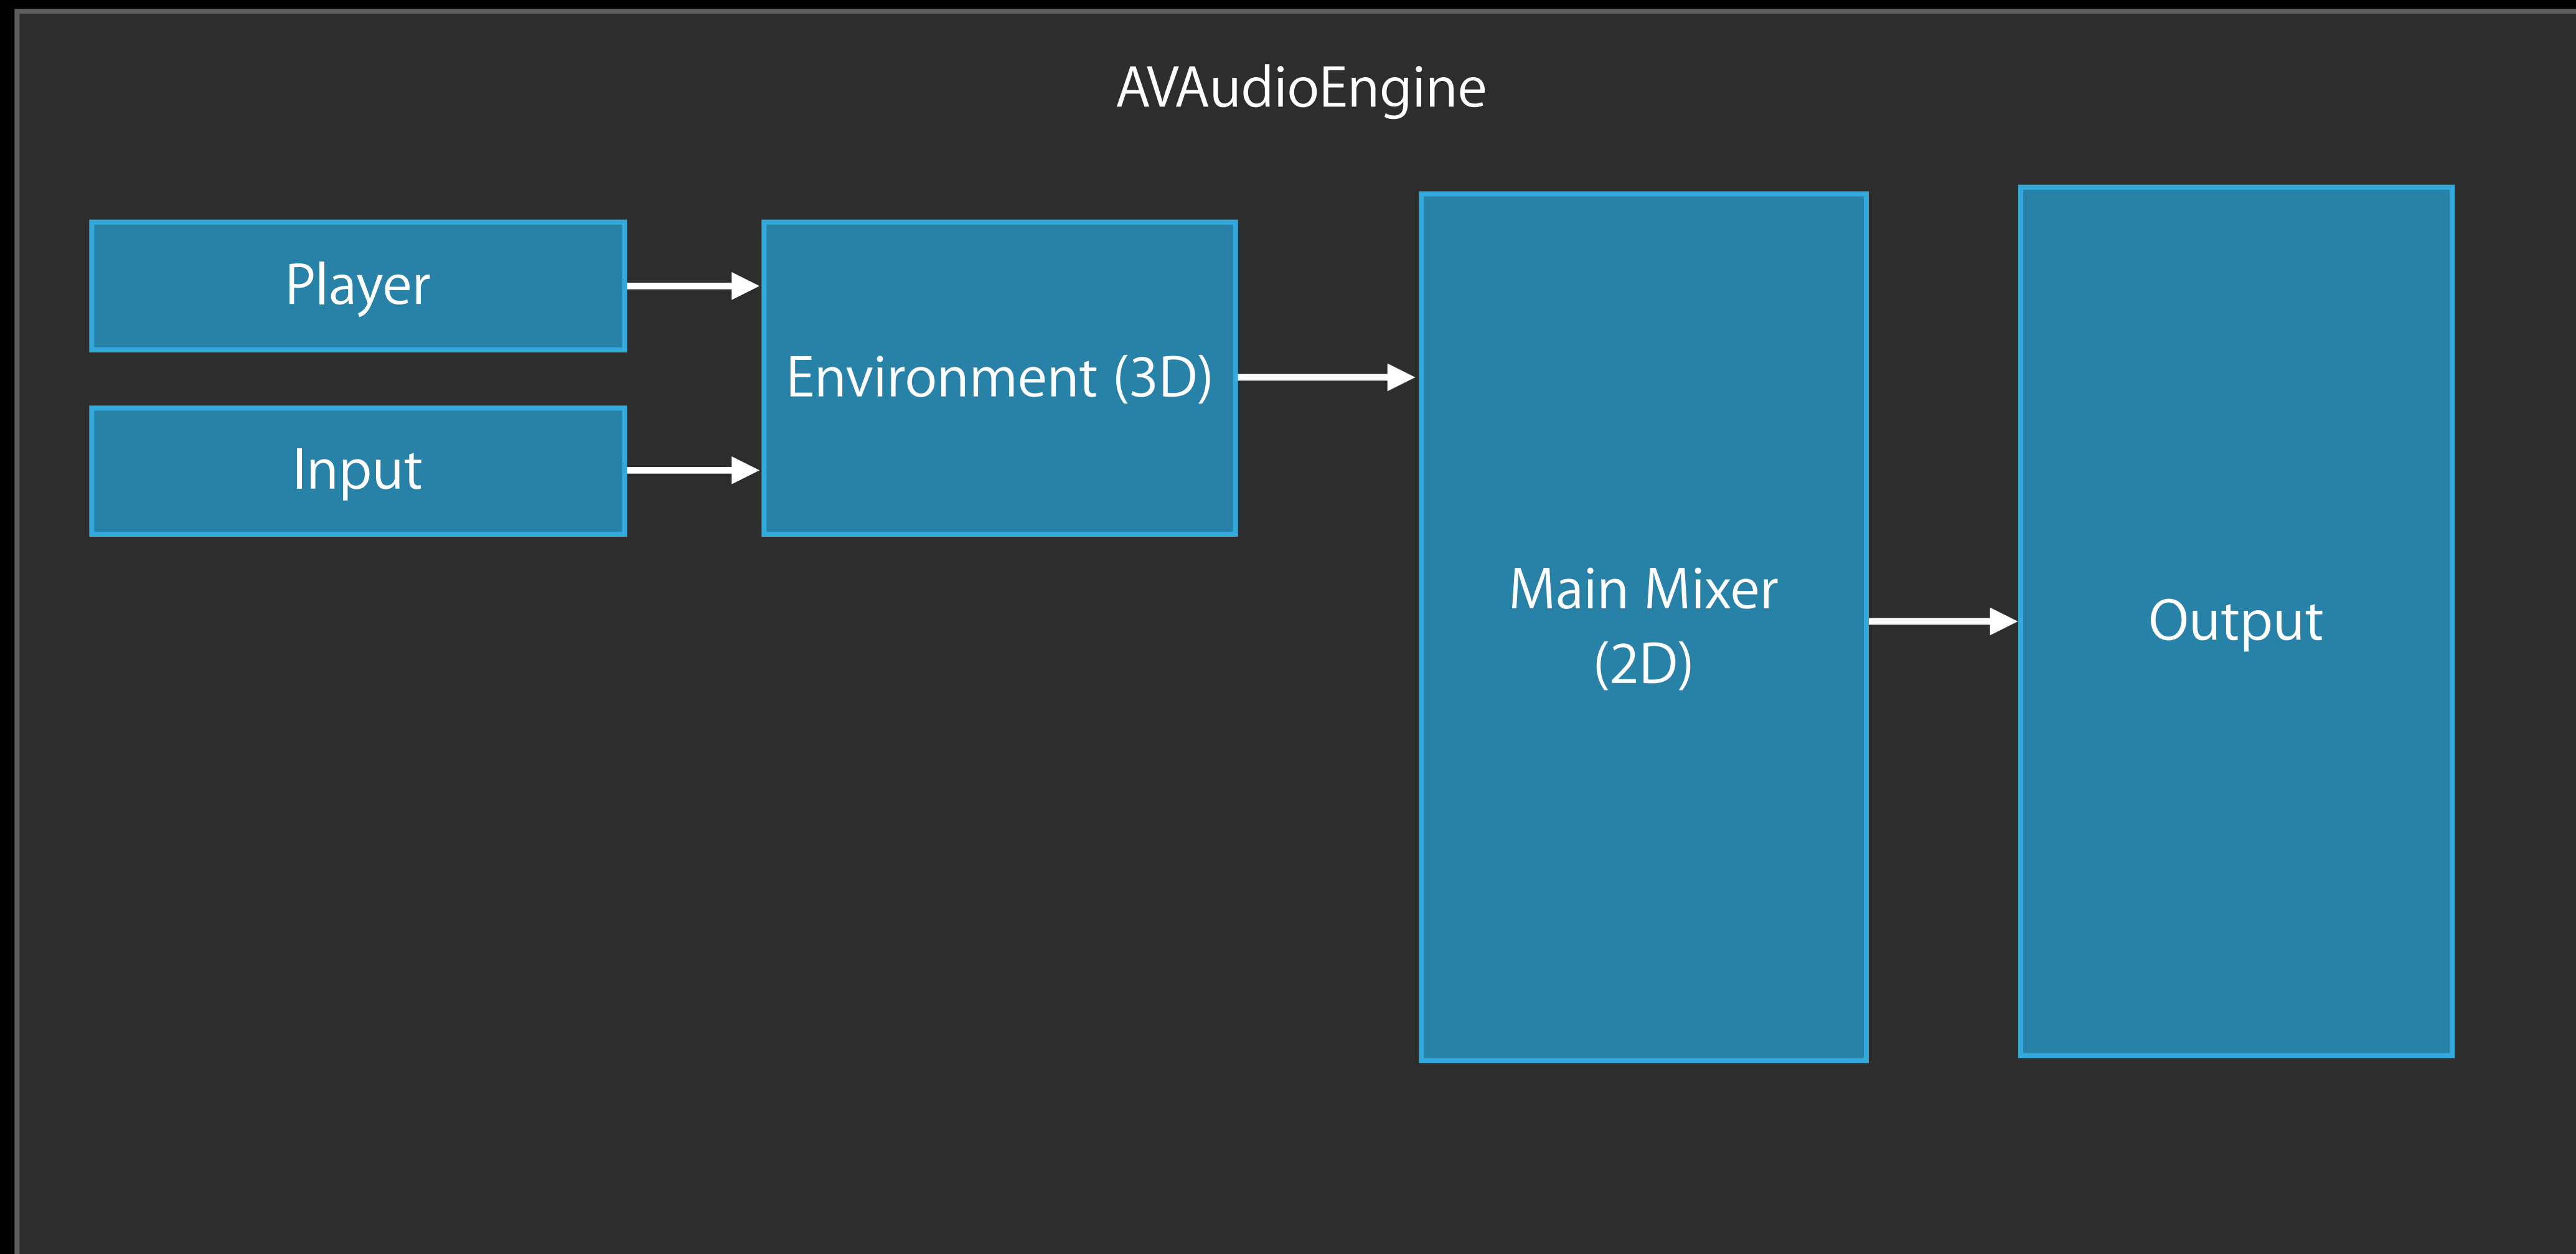 AVAudioEngine
Player
Input
Environment (3D)
Main Mixer
(2D)
Output